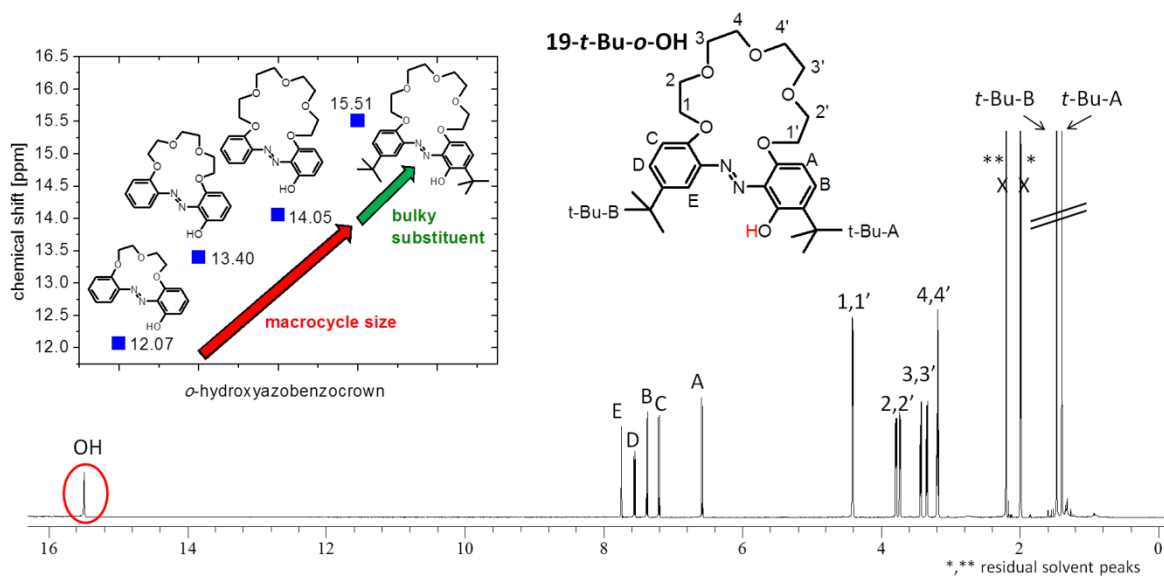 16.5
16.0
15.5
15.0
14.5
14.0
13.5
13.0
12.5
12.0
chemical shift [ppm]
15.51
14.05
13.40
12.07
bulky
substituent
macrocycle size
o-hydroxyazobenzocrown
O
O
O
O
N
N
HO
O
O
O
O
O
N
N
HO
O
O
O
O
O
N
N
OH
O
O
O
N
N
OH
19-t-Bu-o-OH
4
3
4'
3'
2
2'
1
1'
O
O
O
O
O
C
D
E
N
N
A
B
HO
t-Bu-B
t-Bu-A
t-Bu-B
t-Bu-A
** *
X X
1,1'
4,4'
3,3'
2,2'
A
B
C
D
E
OH
16 14 12 10 8 6 4 2 0
*,** residual solvent peaks